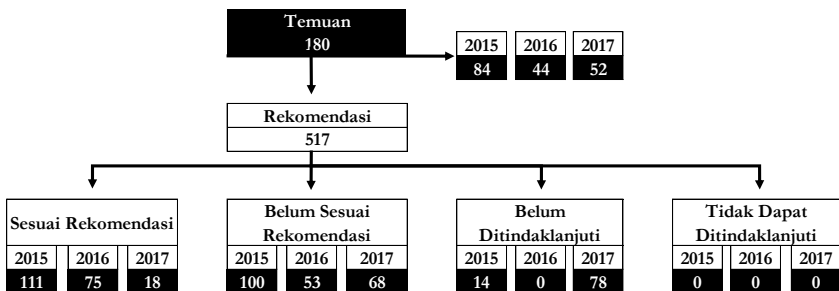 Temuan
180
2015 2016 2017
84 44 52
Rekomendasi
517
Sesuai Rekomendasi
2015 2016 2017
111 75 18
Belum Sesuai
Rekomendasi
2015 2016 2017
100 53 68
Belum
Ditindaklanjuti
2015 2016 2017
14 0 78
Tidak Dapat
Ditindaklanjuti
2015 2016 2017
0 0 0